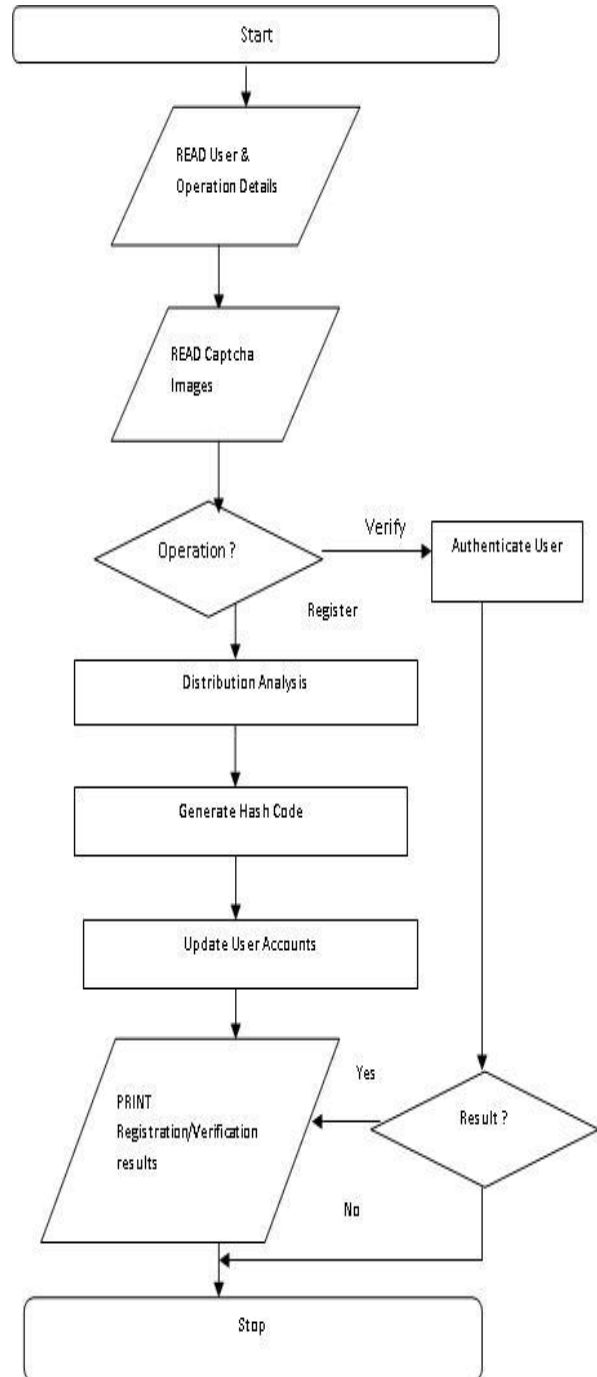 Start
READ User &
Operation Details
READ Captcha
Images
Operation ?
Verify
Authenticate User
Register
Distribution Analysis
Generate Hash Code
Update User Accounts
PRINT
Registration/Verification
results
Yes
Result ?
No
Stop